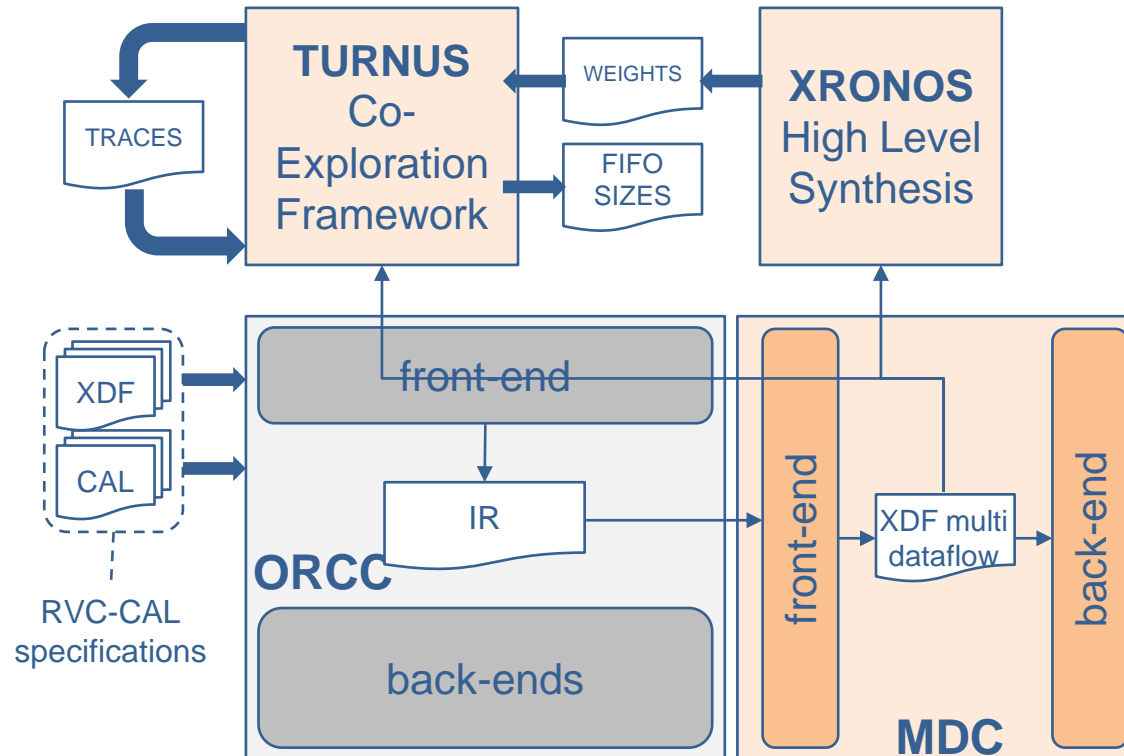 TURNUS
Co-
Exploration
Framework
TRACES
WEIGHTS
FIFO
SIZES
XRONOS
High Level
Synthesis
XDF
CAL
RVC-CAL
specifications
front-end
IR
ORCC
back-ends
front-end
XDF multi
dataflow
back-end
MDC